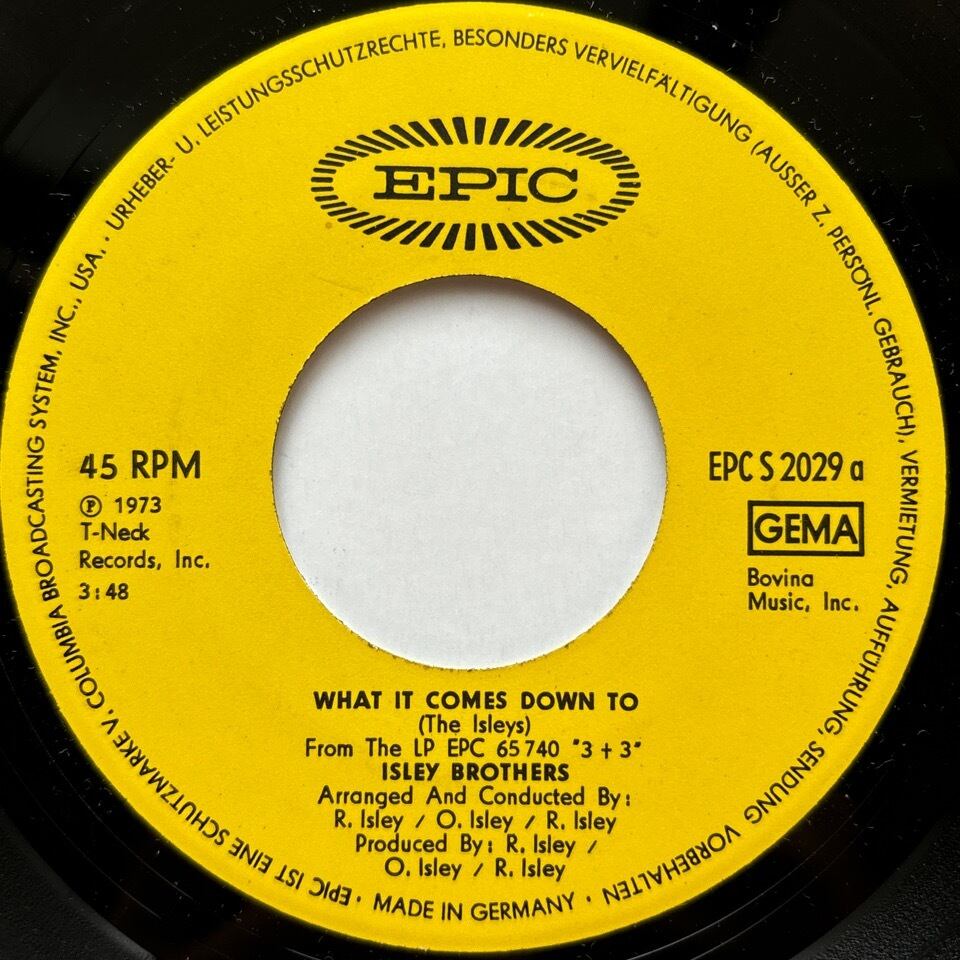 URHEBER- U. LEISTUNGSSCHUTZRECHTE, BESONDERS VERVIELFÄLTIGUNG (AUSSER Z. PERSÖNL. GEBRAUCH), VERMIETUNG, AUFFÜHRUNG, SENDUNG VORBEHALTEN
EPIC
45 RPM
℗ 1973
T-Neck
Records, Inc.
3:48
EPC S 2029 a
GEMA
Bovina
Music, Inc.
WHAT IT COMES DOWN TO
(The Isleys)
From The LP EPC 65 740 "3 + 3"
ISLEY BROTHERS
Arranged And Conducted By:
R. Isley / O. Isley / R. Isley
Produced By: R. Isley /
O. Isley / R. Isley
· MADE IN GERMANY ·
EPIC IST EINE SCHUTZMARKE V. COLUMBIA BROADCASTING SYSTEM, INC., USA. ·